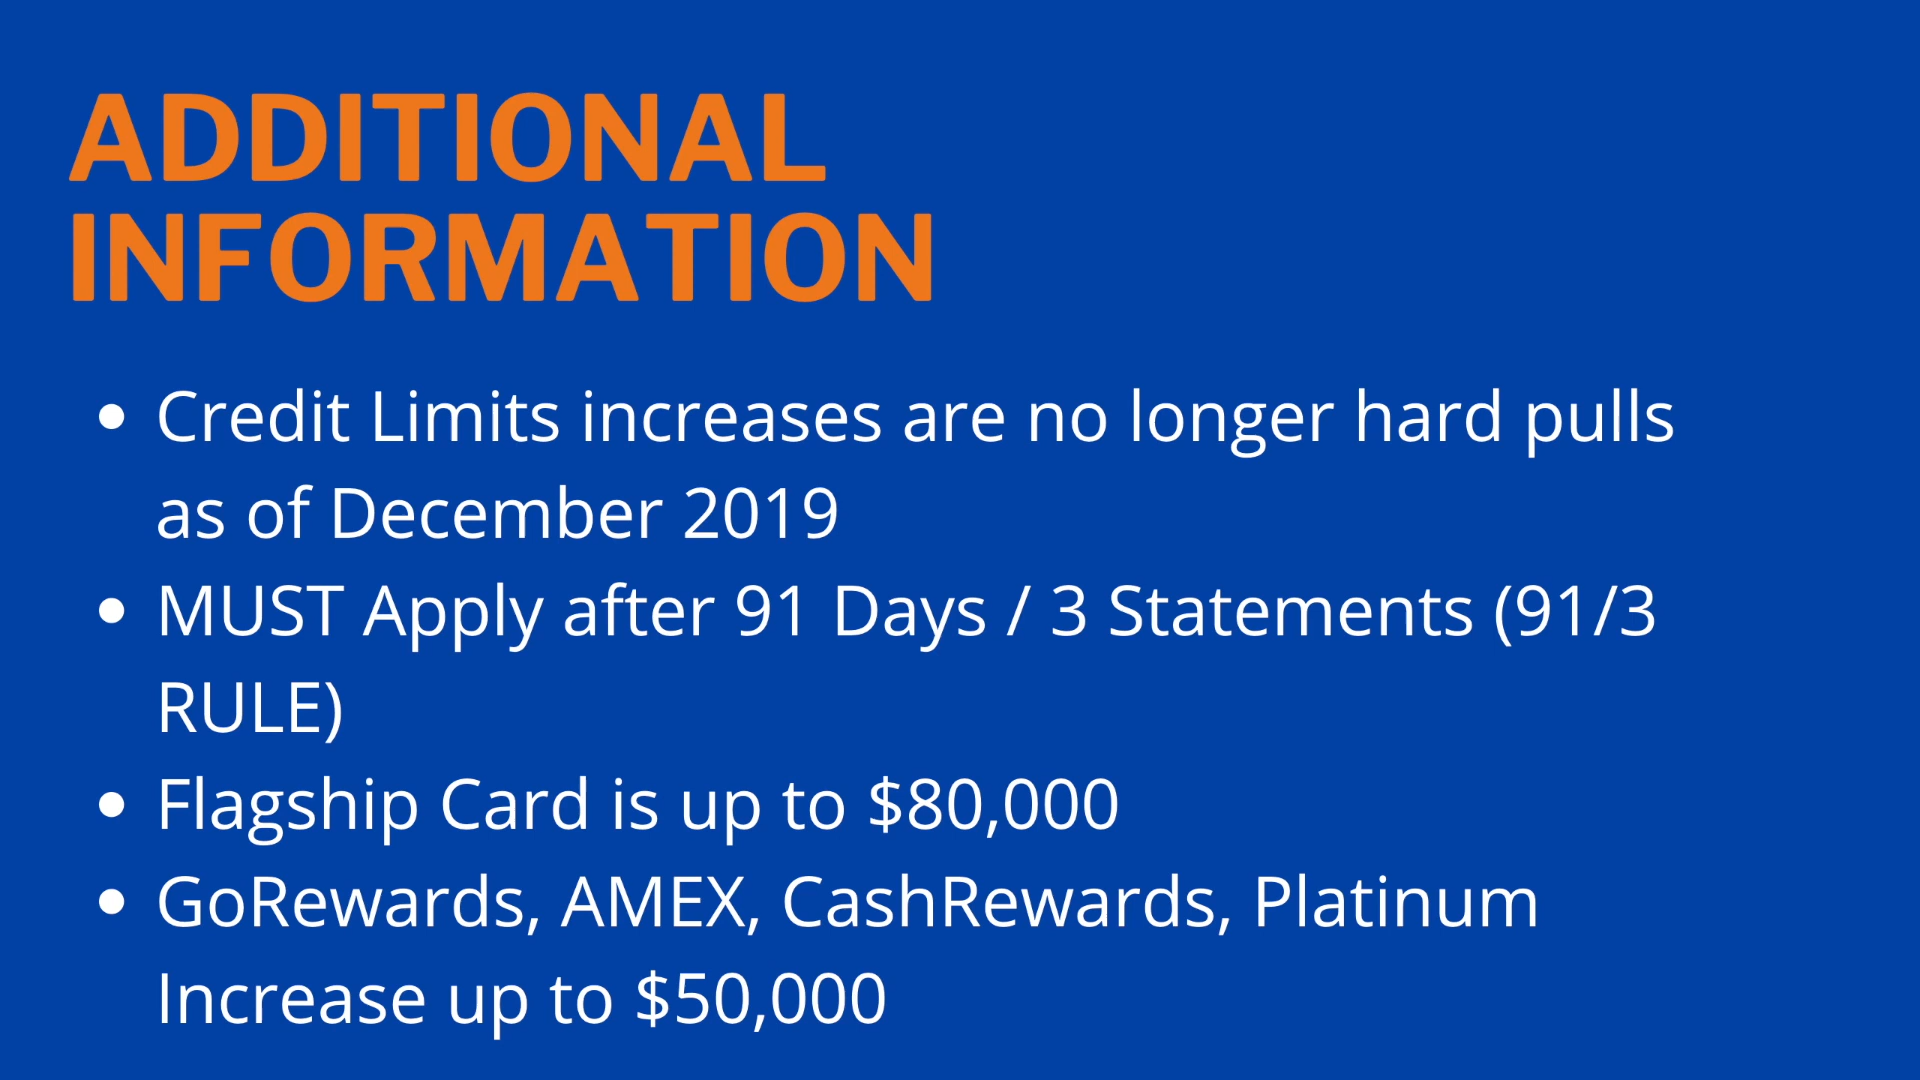 ADDITIONAL
INFORMATION
• Credit Limits increases are no longer hard pulls
as of December 2019
• MUST Apply after 91 Days / 3 Statements (91/3
RULE)
• Flagship Card is up to $80,000
• GoRewards, AMEX, CashRewards, Platinum
Increase up to $50,000